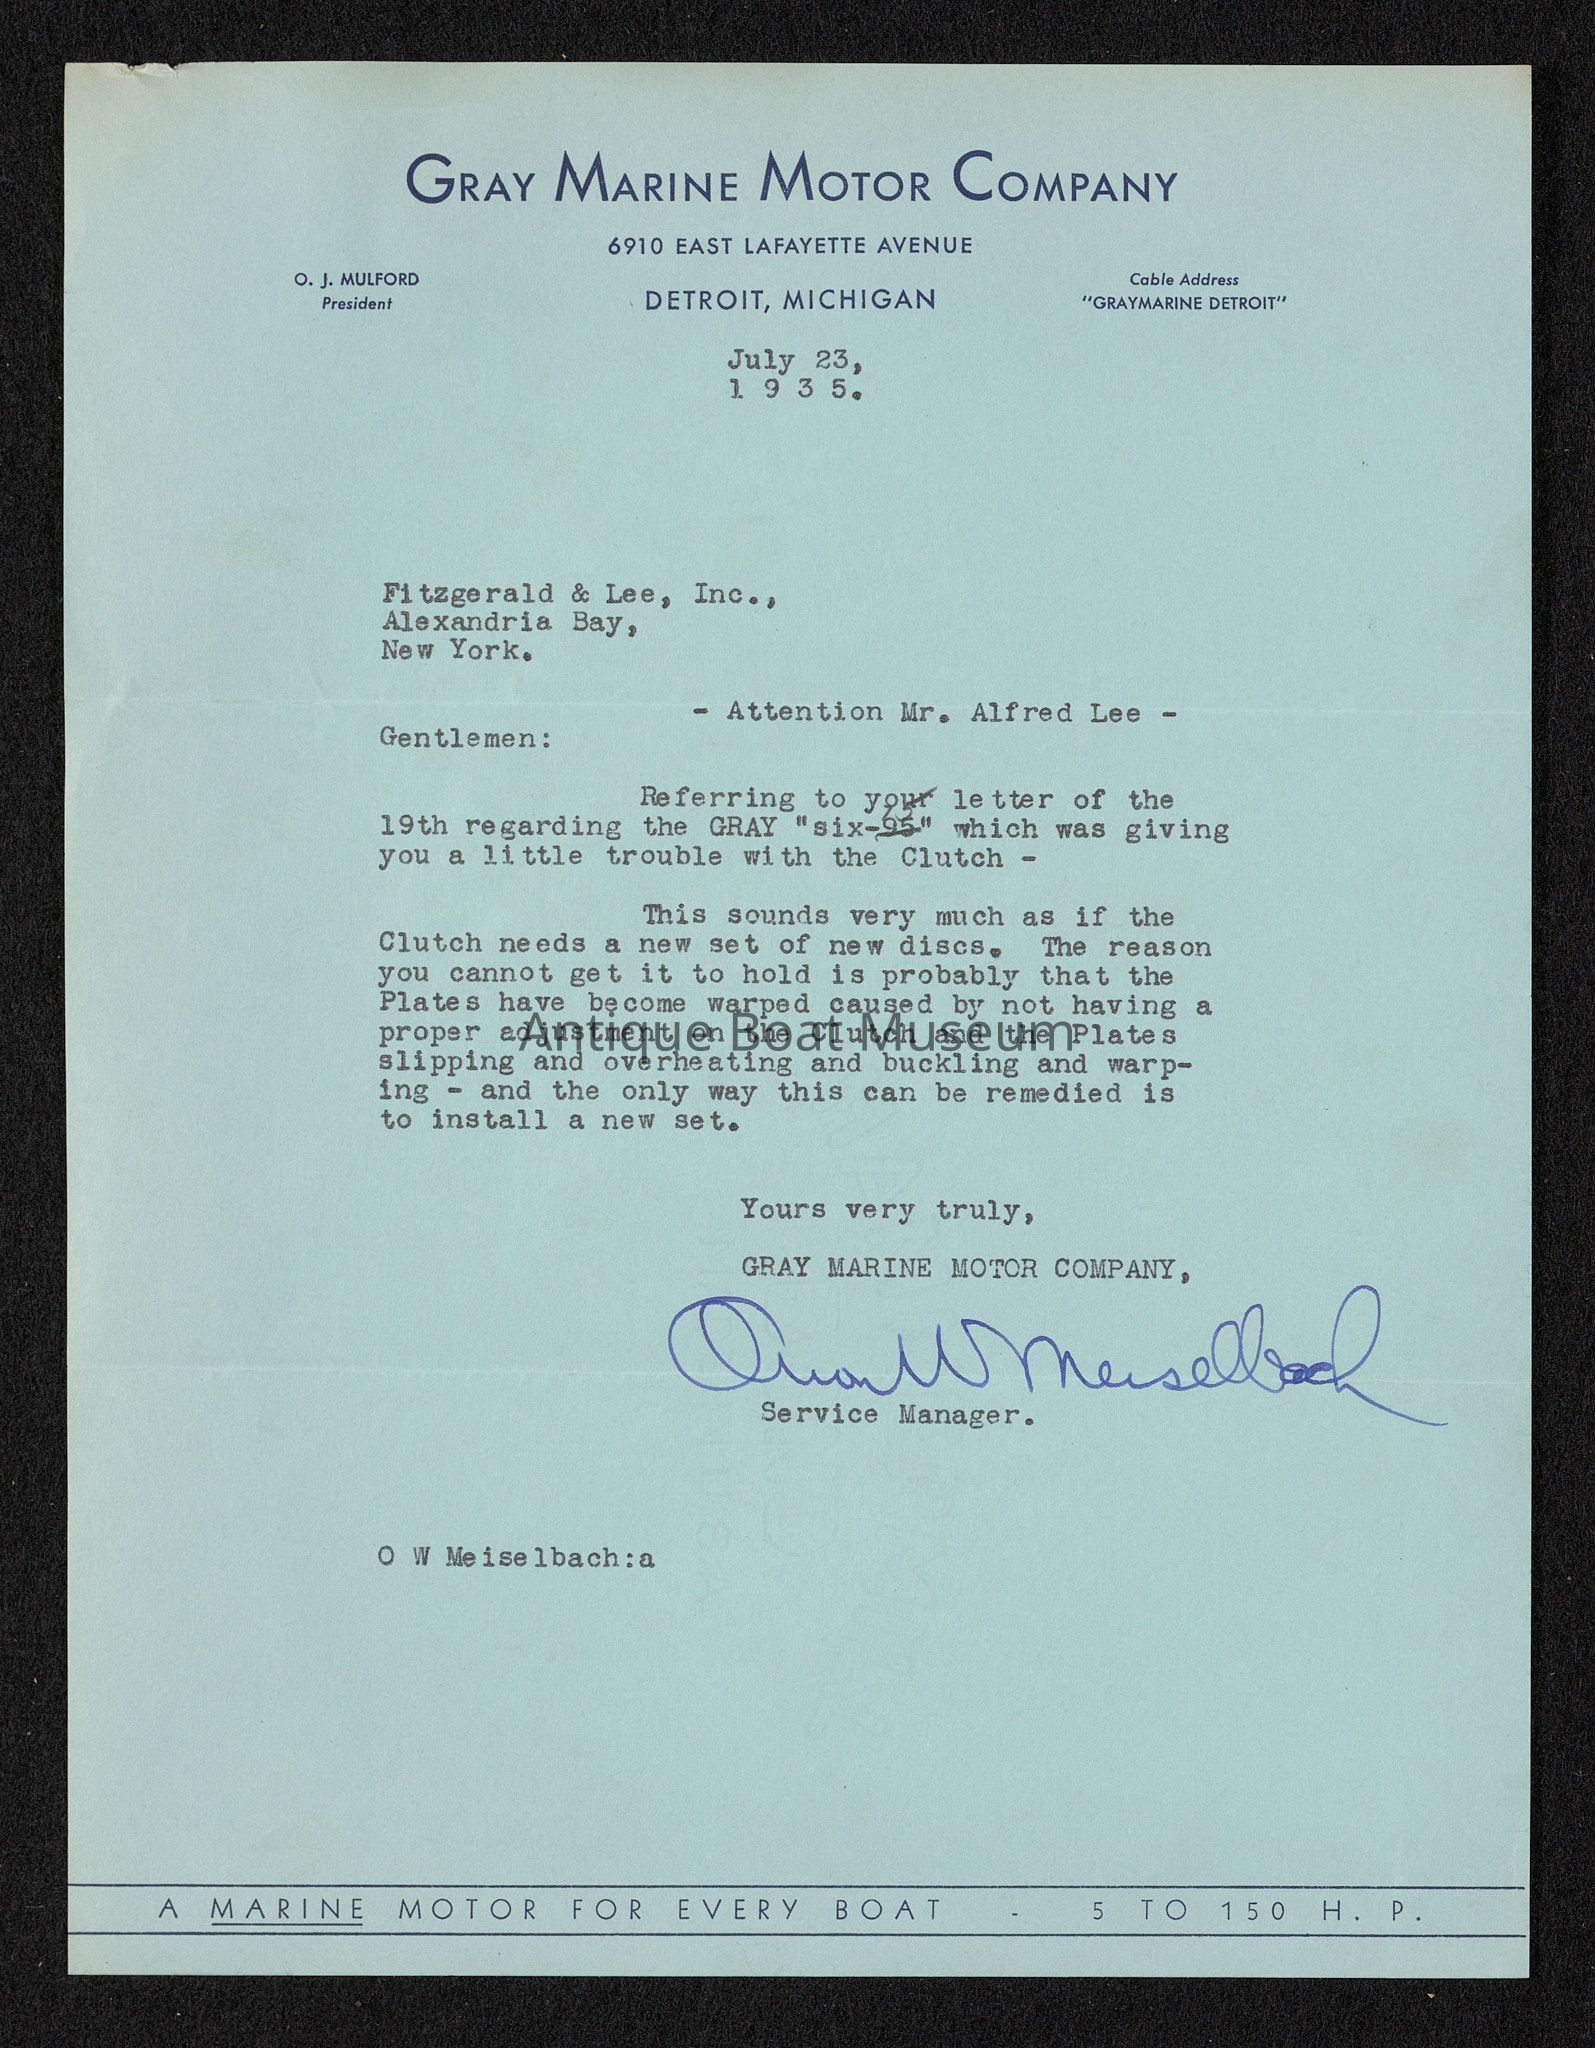 GRAY MARINE MOTOR COMPANY
6910 EAST LAFAYETTE AVENUE
O. J. MULFORD
President
DETROIT, MICHIGAN
Cable Address
"GRAYMARINE DETROIT"
July 23,
1 9 3 5.
Fitzgerald & Lee, Inc.,
Alexandria Bay,
New York.
- Attention Mr. Alfred Lee -
Gentlemen:
Referring to your letter of the
19th regarding the GRAY "six-95" which was giving
you a little trouble with the Clutch -
This sounds very much as if the
Clutch needs a new set of new discs. The reason
you cannot get it to hold is probably that the
Plates have become warped caused by not having a
proper adjustment on the Clutch and the Plates
Antique Boat Museum
slipping and overheating and buckling and warp-
ing - and the only way this can be remedied is
to install a new set.
Yours very truly,
GRAY MARINE MOTOR COMPANY,
W Meiselbach
Service Manager.
O W Meiselbach:a
A MARINE MOTOR FOR EVERY BOAT - 5 TO 150 H. P.